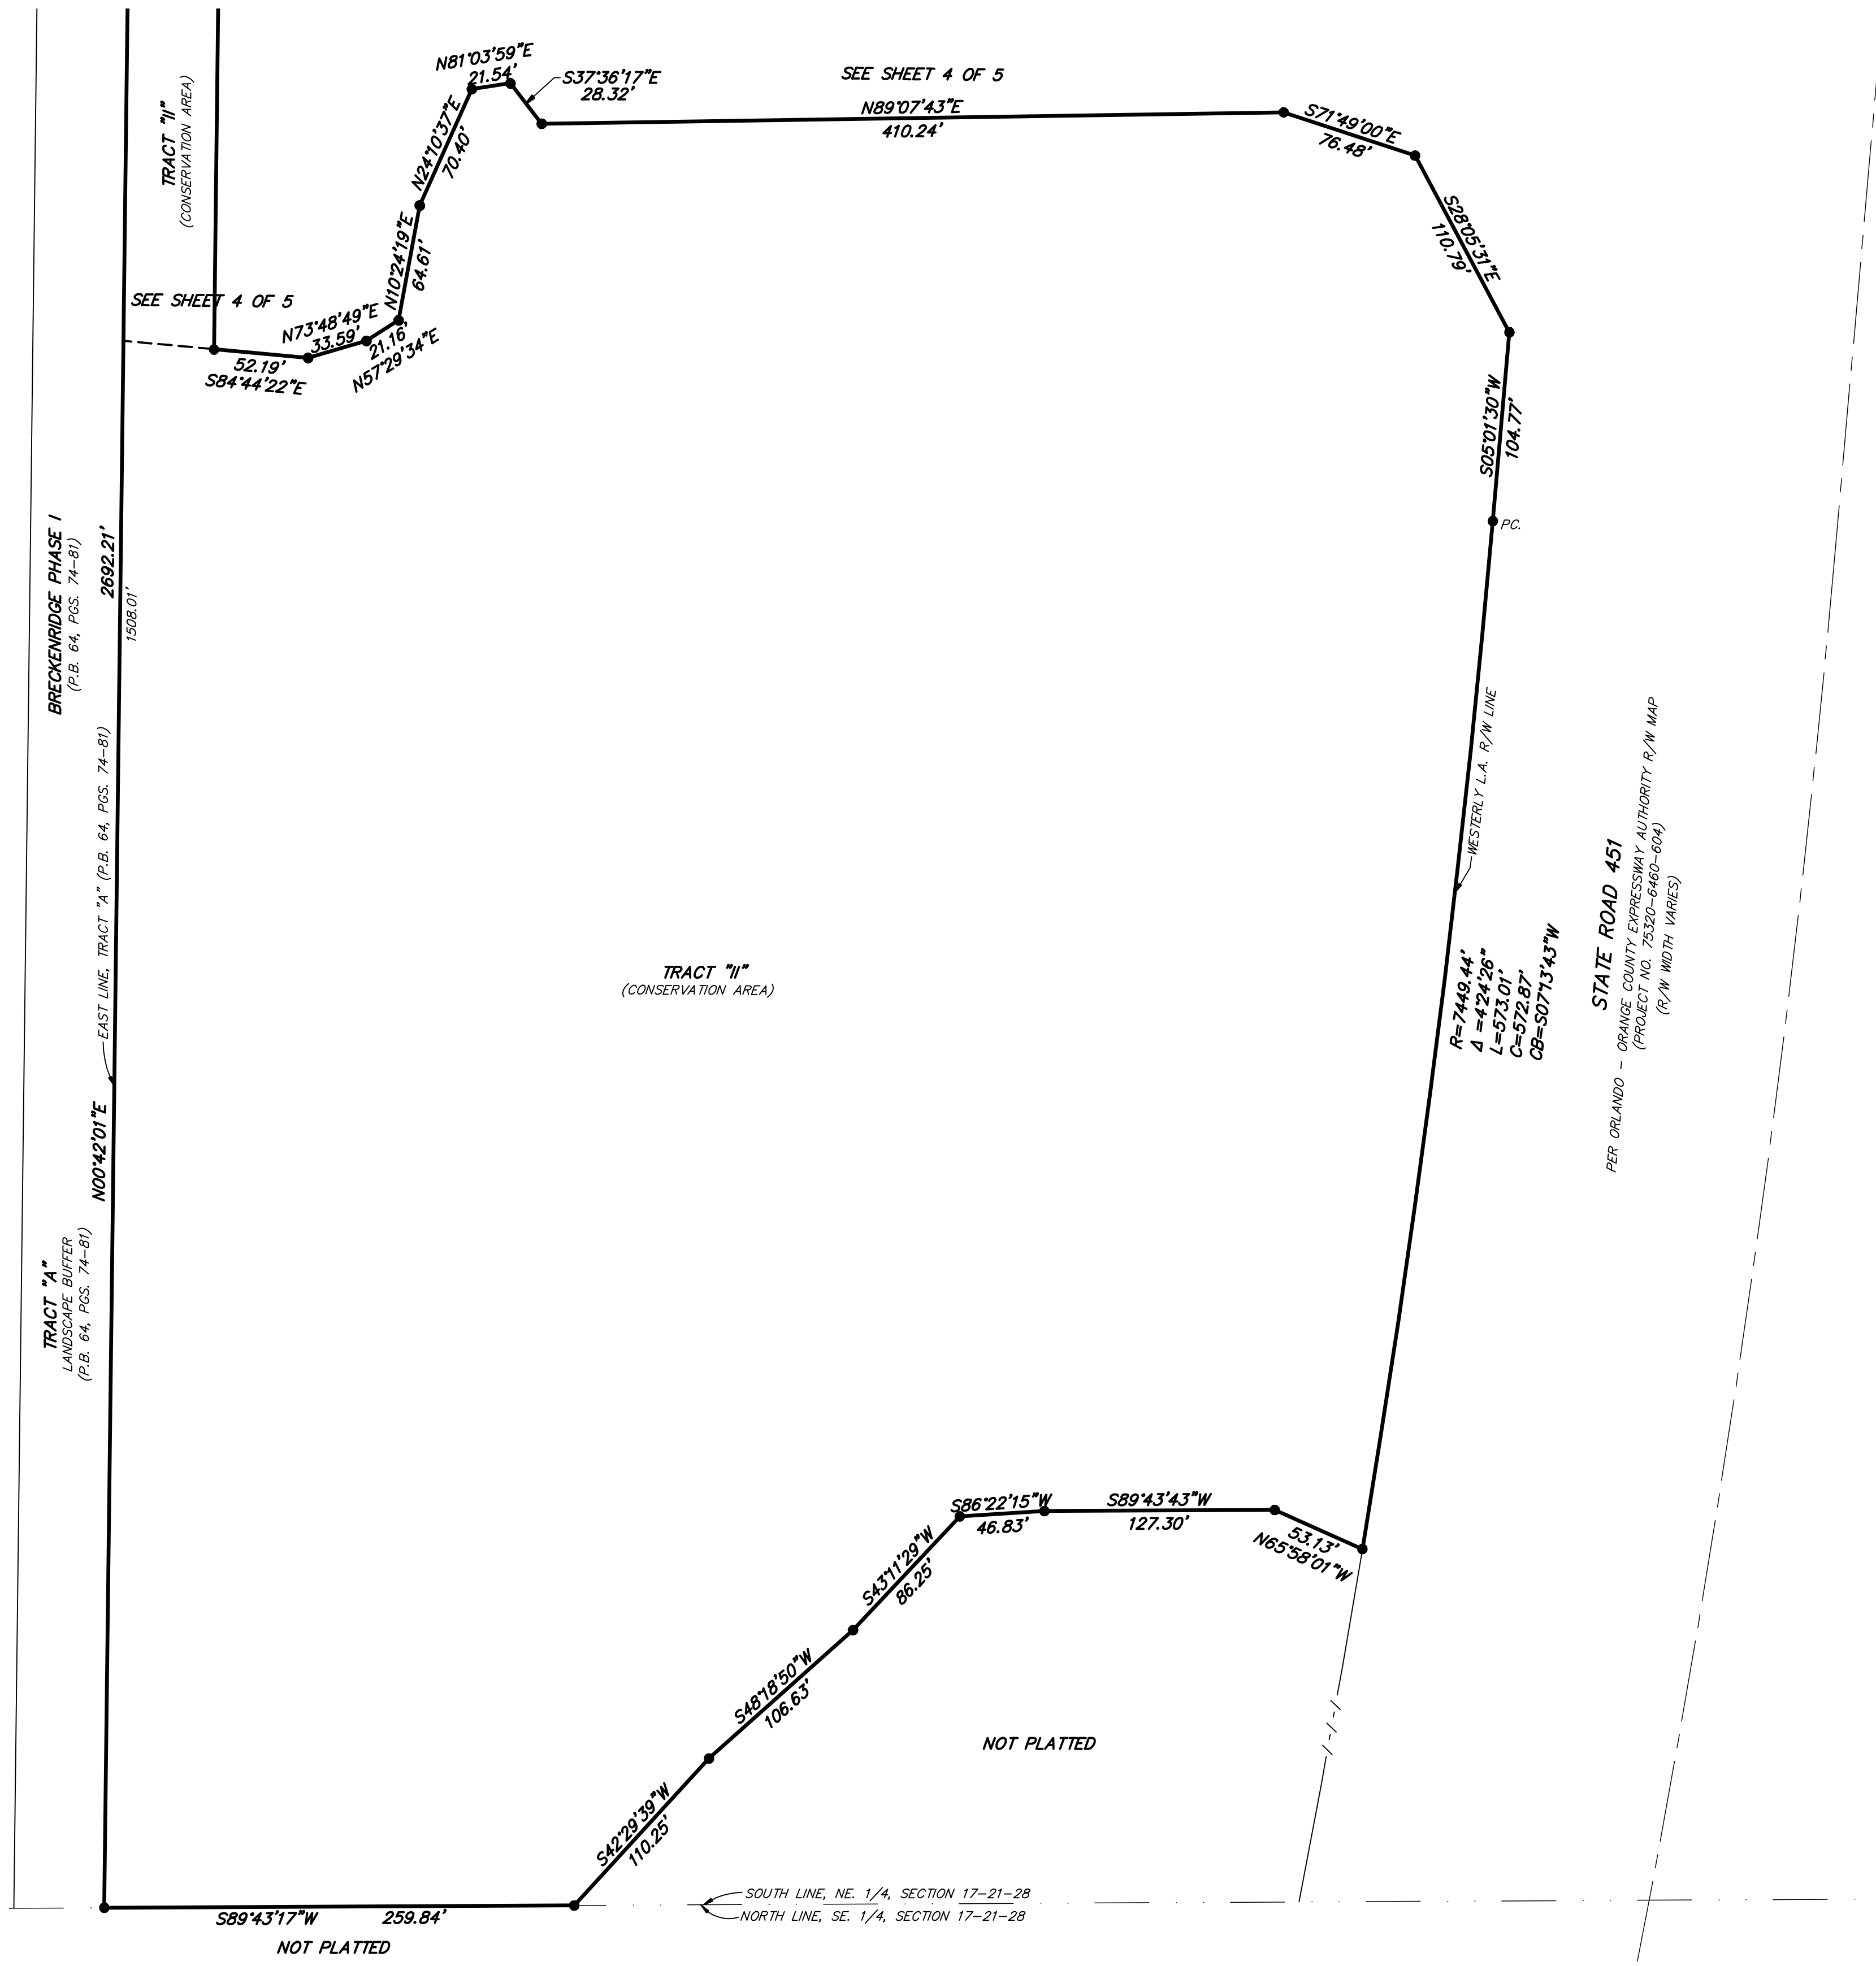 N81°03'59"E
21.54'
S37°36'17"E
28.32'
SEE SHEET 4 OF 5
N89°07'43"E
410.24'
S71°49'00"E
76.48'
TRACT "II"
(CONSERVATION AREA)
N24°10'37"E
70.40'
S28°05'31"E
110.79'
N10°24'19"E
64.61'
SEE SHEET 4 OF 5
N73°48'49"E
33.59'
21.16'
N57°29'34"E
52.19'
S84°44'22"E
S05°01'30"W
104.77'
PC.
BRECKENRIDGE PHASE I
(P.B. 64, PGS. 74-81)
2692.21'
1508.01'
EAST LINE, TRACT "A" (P.B. 64, PGS. 74-81)
WESTERLY L.A. R/W LINE
TRACT "II"
(CONSERVATION AREA)
R=7449.44'
Δ =4°24'26"
L=573.01'
C=572.87'
CB=S07°13'43"W
STATE ROAD 451
PER ORLANDO - ORANGE COUNTY EXPRESSWAY AUTHORITY R/W MAP
(PROJECT NO. 75320-6460-604)
(R/W WIDTH VARIES)
N00°42'01"E
TRACT "A"
LANDSCAPE BUFFER
(P.B. 64, PGS. 74-81)
S86°22'15"W
46.83'
S89°43'43"W
127.30'
53.13'
N65°58'01"W
S43°11'29"W
86.25'
S48°18'50"W
106.63'
NOT PLATTED
S42°29'39"W
110.25'
SOUTH LINE, NE. 1/4, SECTION 17-21-28
NORTH LINE, SE. 1/4, SECTION 17-21-28
S89°43'17"W 259.84'
NOT PLATTED